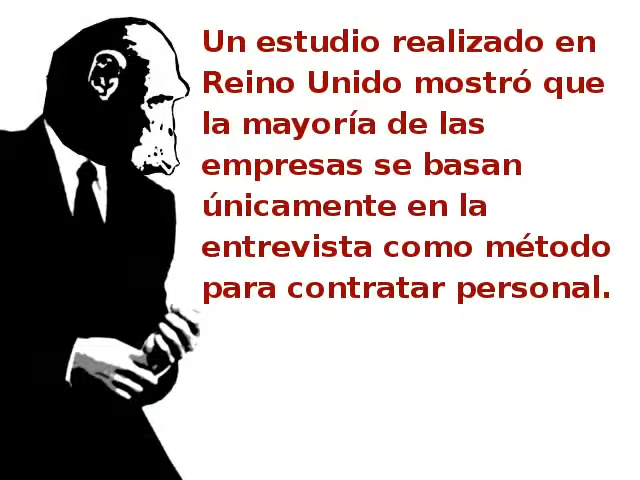 Un estudio realizado en
Reino Unido mostró que
la mayoría de las
empresas se basan
únicamente en la
entrevista como método
para contratar personal.